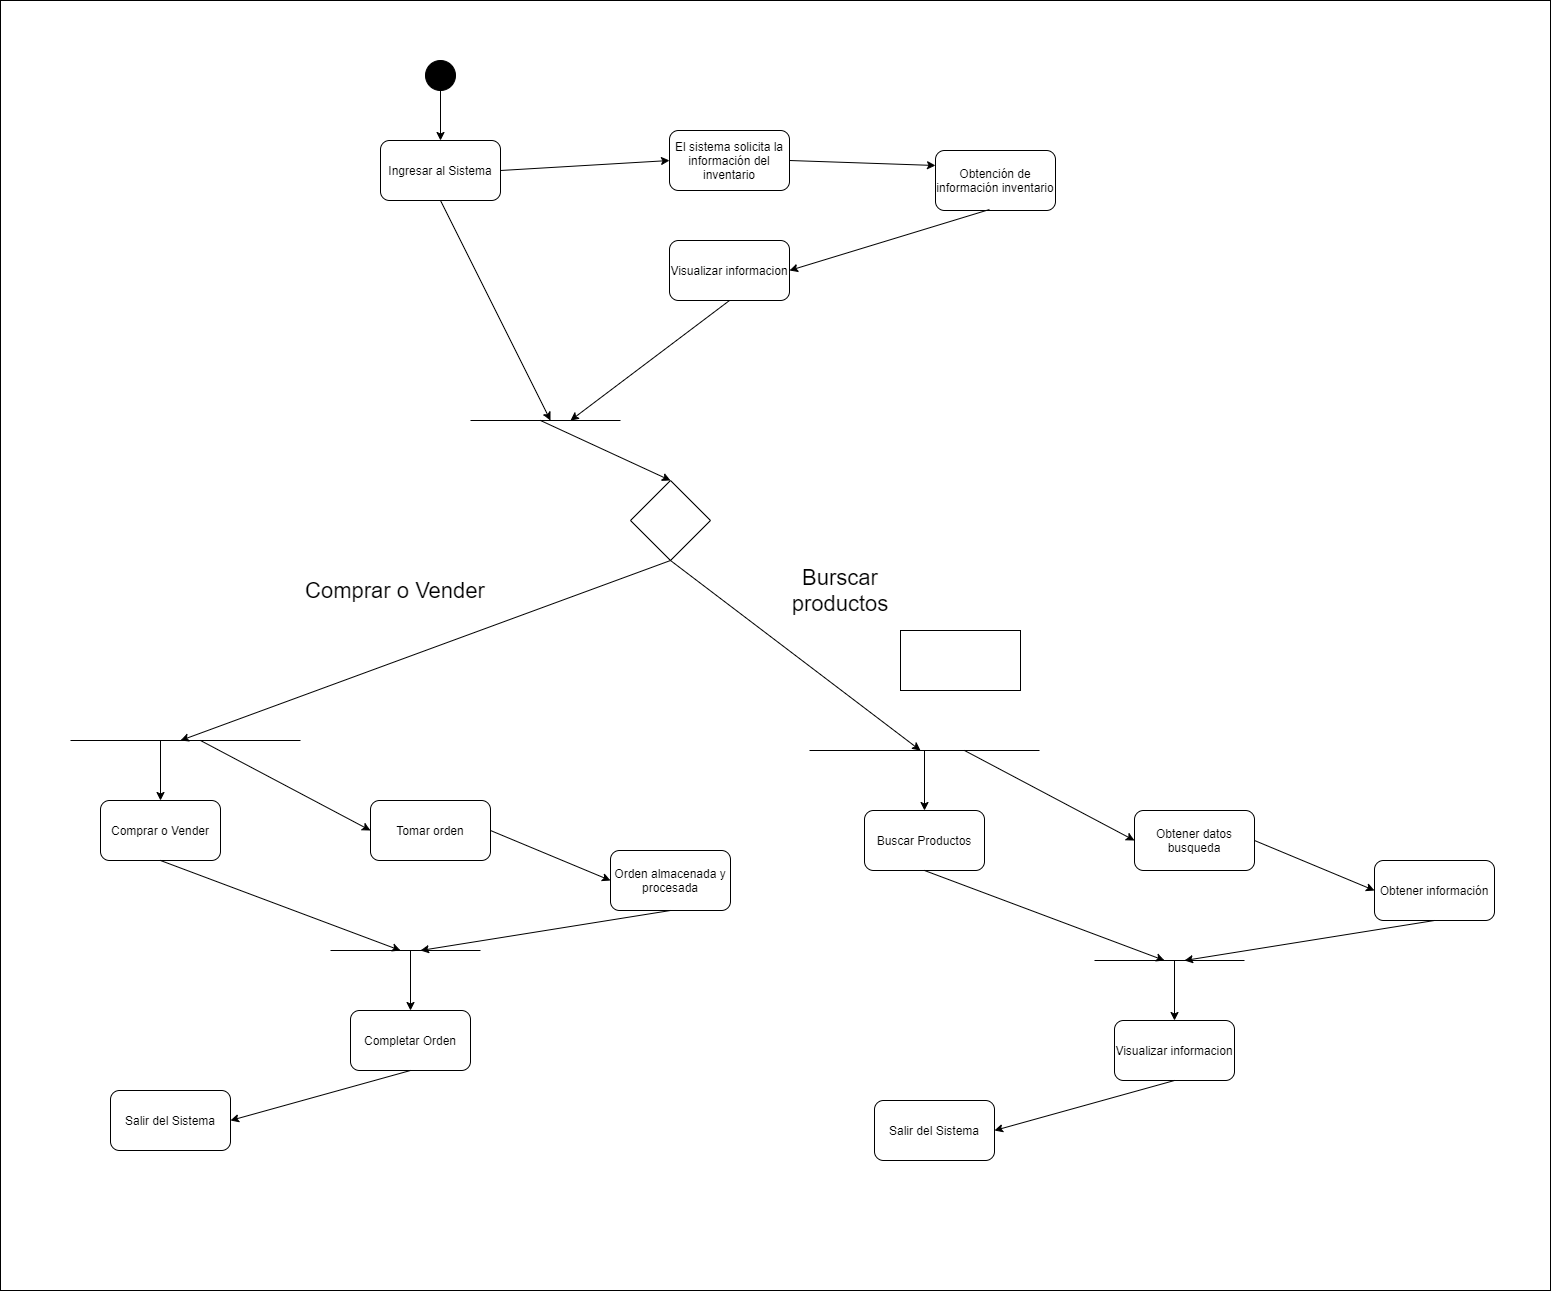 Ingresar al Sistema
El sistema solicita la
información del
inventario
Obtención de
información inventario
Visualizar informacion
Comprar o Vender
Burscar
productos
Comprar o Vender
Tomar orden
Orden almacenada y
procesada
Buscar Productos
Obtener datos
busqueda
Obtener información
Completar Orden
Visualizar informacion
Salir del Sistema
Salir del Sistema